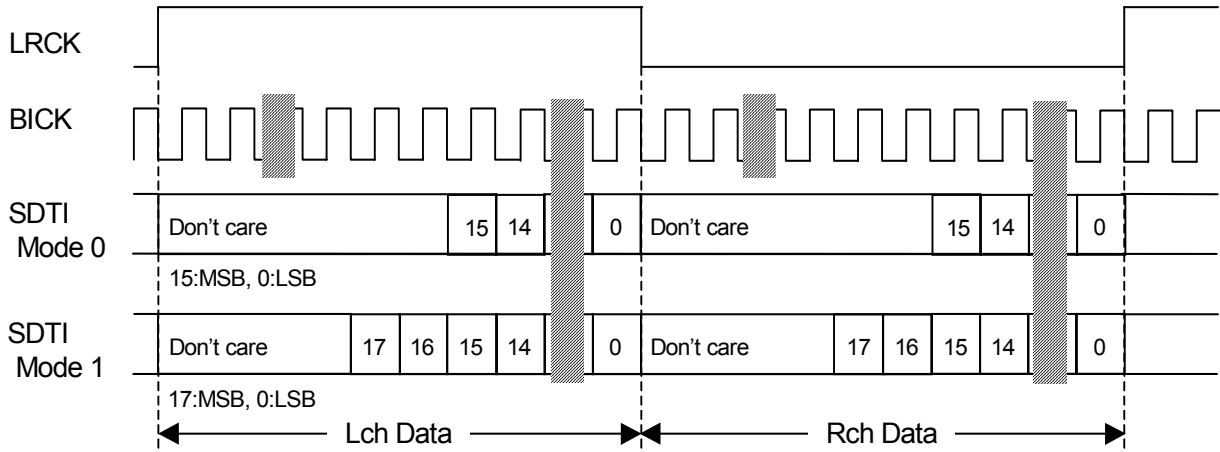 LRCK
BICK
SDTI
Mode 0
Don't care 15 14 0 Don't care 15 14 0
15:MSB, 0:LSB
SDTI
Mode 1
Don't care 17 16 15 14 0 Don't care 17 16 15 14 0
17:MSB, 0:LSB
Lch Data Rch Data